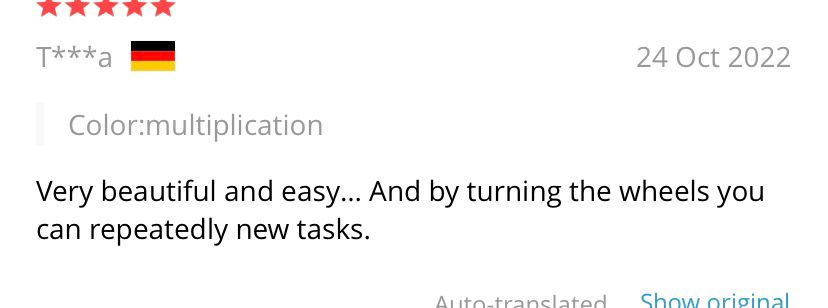 T***a
24 Oct 2022
Color:multiplication
Very beautiful and easy... And by turning the wheels you
can repeatedly new tasks.
Auto-translated
Show original